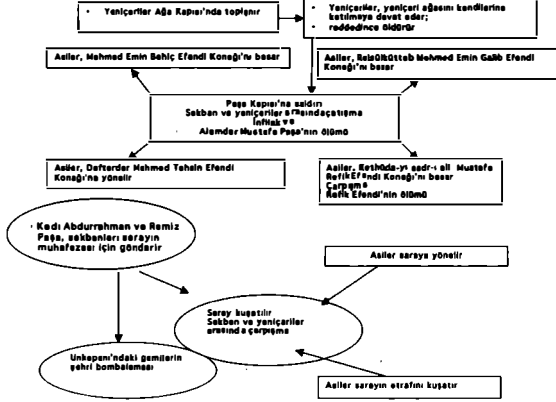 • Yeniçeriler Ağa Kapısı'nda toplanır
• Yeniçeriler, yeniçeri ağasını kendilerine
katılmaya davet eder;
• reddedince öldürür
Asiler, Mehmed Emin Behiç Efendi Konağı'nı basar
Asiler, Reisülküttab Mehmed Emin Galib Efendi
Konağı'nı basar
Paşa Kapısı'na saldırı
Sekban ve yeniçeriler arasında çatışma
İnfilak ve
Alemdar Mustafa Paşa'nın ölümü
Asiler, Defterdar Mehmed Tahsin Efendi
Konağı'na yönelir
Asiler, Kethüda-yı sadr-ı ali Mustafa
Refik Efendi Konağı'nı basar
Çarpışma
Refik Efendi'nin ölümü
• Kadı Abdurrahman ve Remiz
Paşa, sekbanları sarayın
muhafazası için gönderir
Asiler saraya yönelir
Saray kuşatılır
Sekban ve yeniçeriler
arasında çarpışma
Unkapanı'ndaki gemilerin
şehri bombalaması
Asiler sarayın etrafını kuşatır